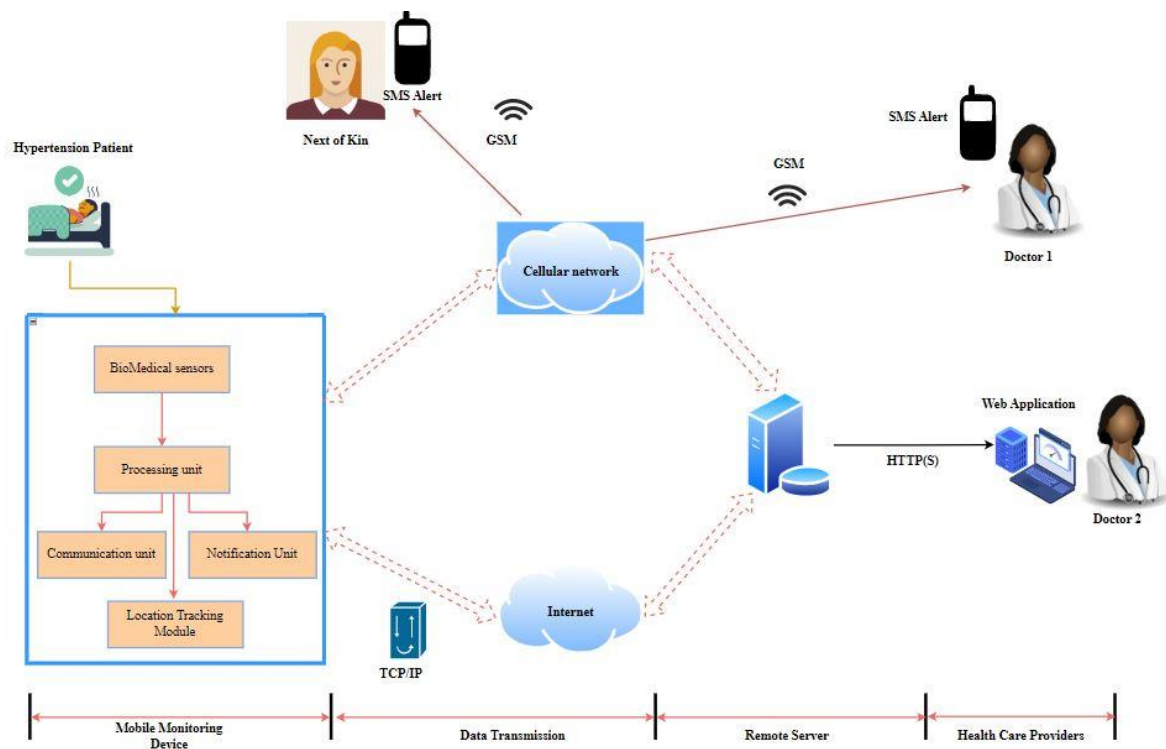 SMS Alert
Next of Kin
GSM
SMS Alert
GSM
Doctor 1
Hypertension Patient
Cellular network
BioMedical sensors
Processing unit
Communication unit
Notification Unit
Location Tracking
Module
Web Application
HTTP(S)
Doctor 2
Internet
TCP/IP
Mobile Monitoring
Device
Data Transmission
Remote Server
Health Care Providers